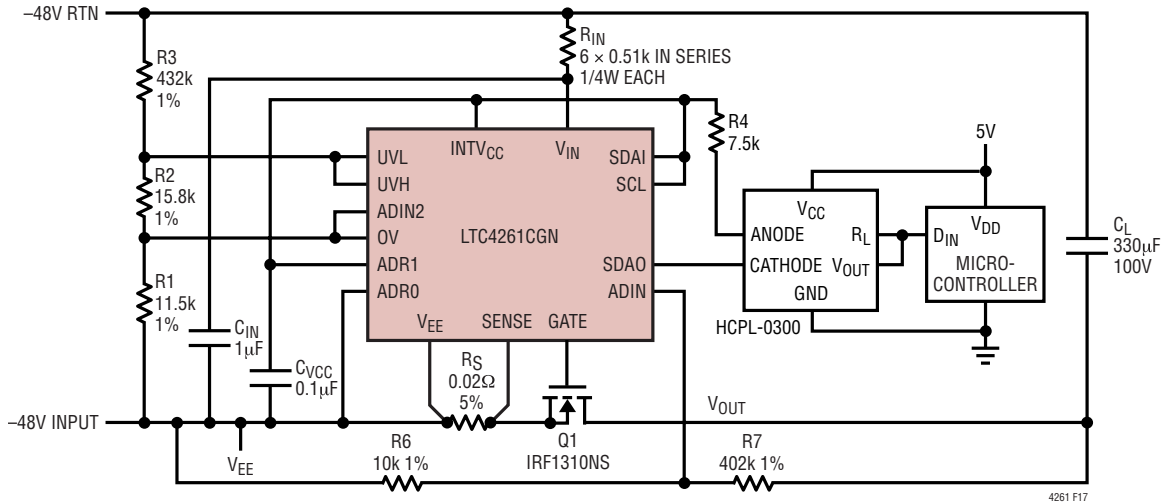 –48V RTN
R3
432k
1%
R2
15.8k
1%
R1
11.5k
1%
CIN
1μF
CVCC
0.1μF
–48V INPUT
VEE
RIN
6 × 0.51k IN SERIES
1/4W EACH
UVL
UVH
ADIN2
OV
ADR1
ADR0
INTVCC
VIN
SDAI
SCL
LTC4261CGN
SDAO
ADIN
VEE
SENSE
GATE
RS
0.02Ω
5%
Q1
IRF1310NS
R6
10k 1%
R7
402k 1%
VOUT
R4
7.5k
VCC
ANODE
RL
CATHODE
VOUT
GND
HCPL-0300
5V
VDD
DIN
MICRO-
CONTROLLER
CL
330μF
100V
4261 F17